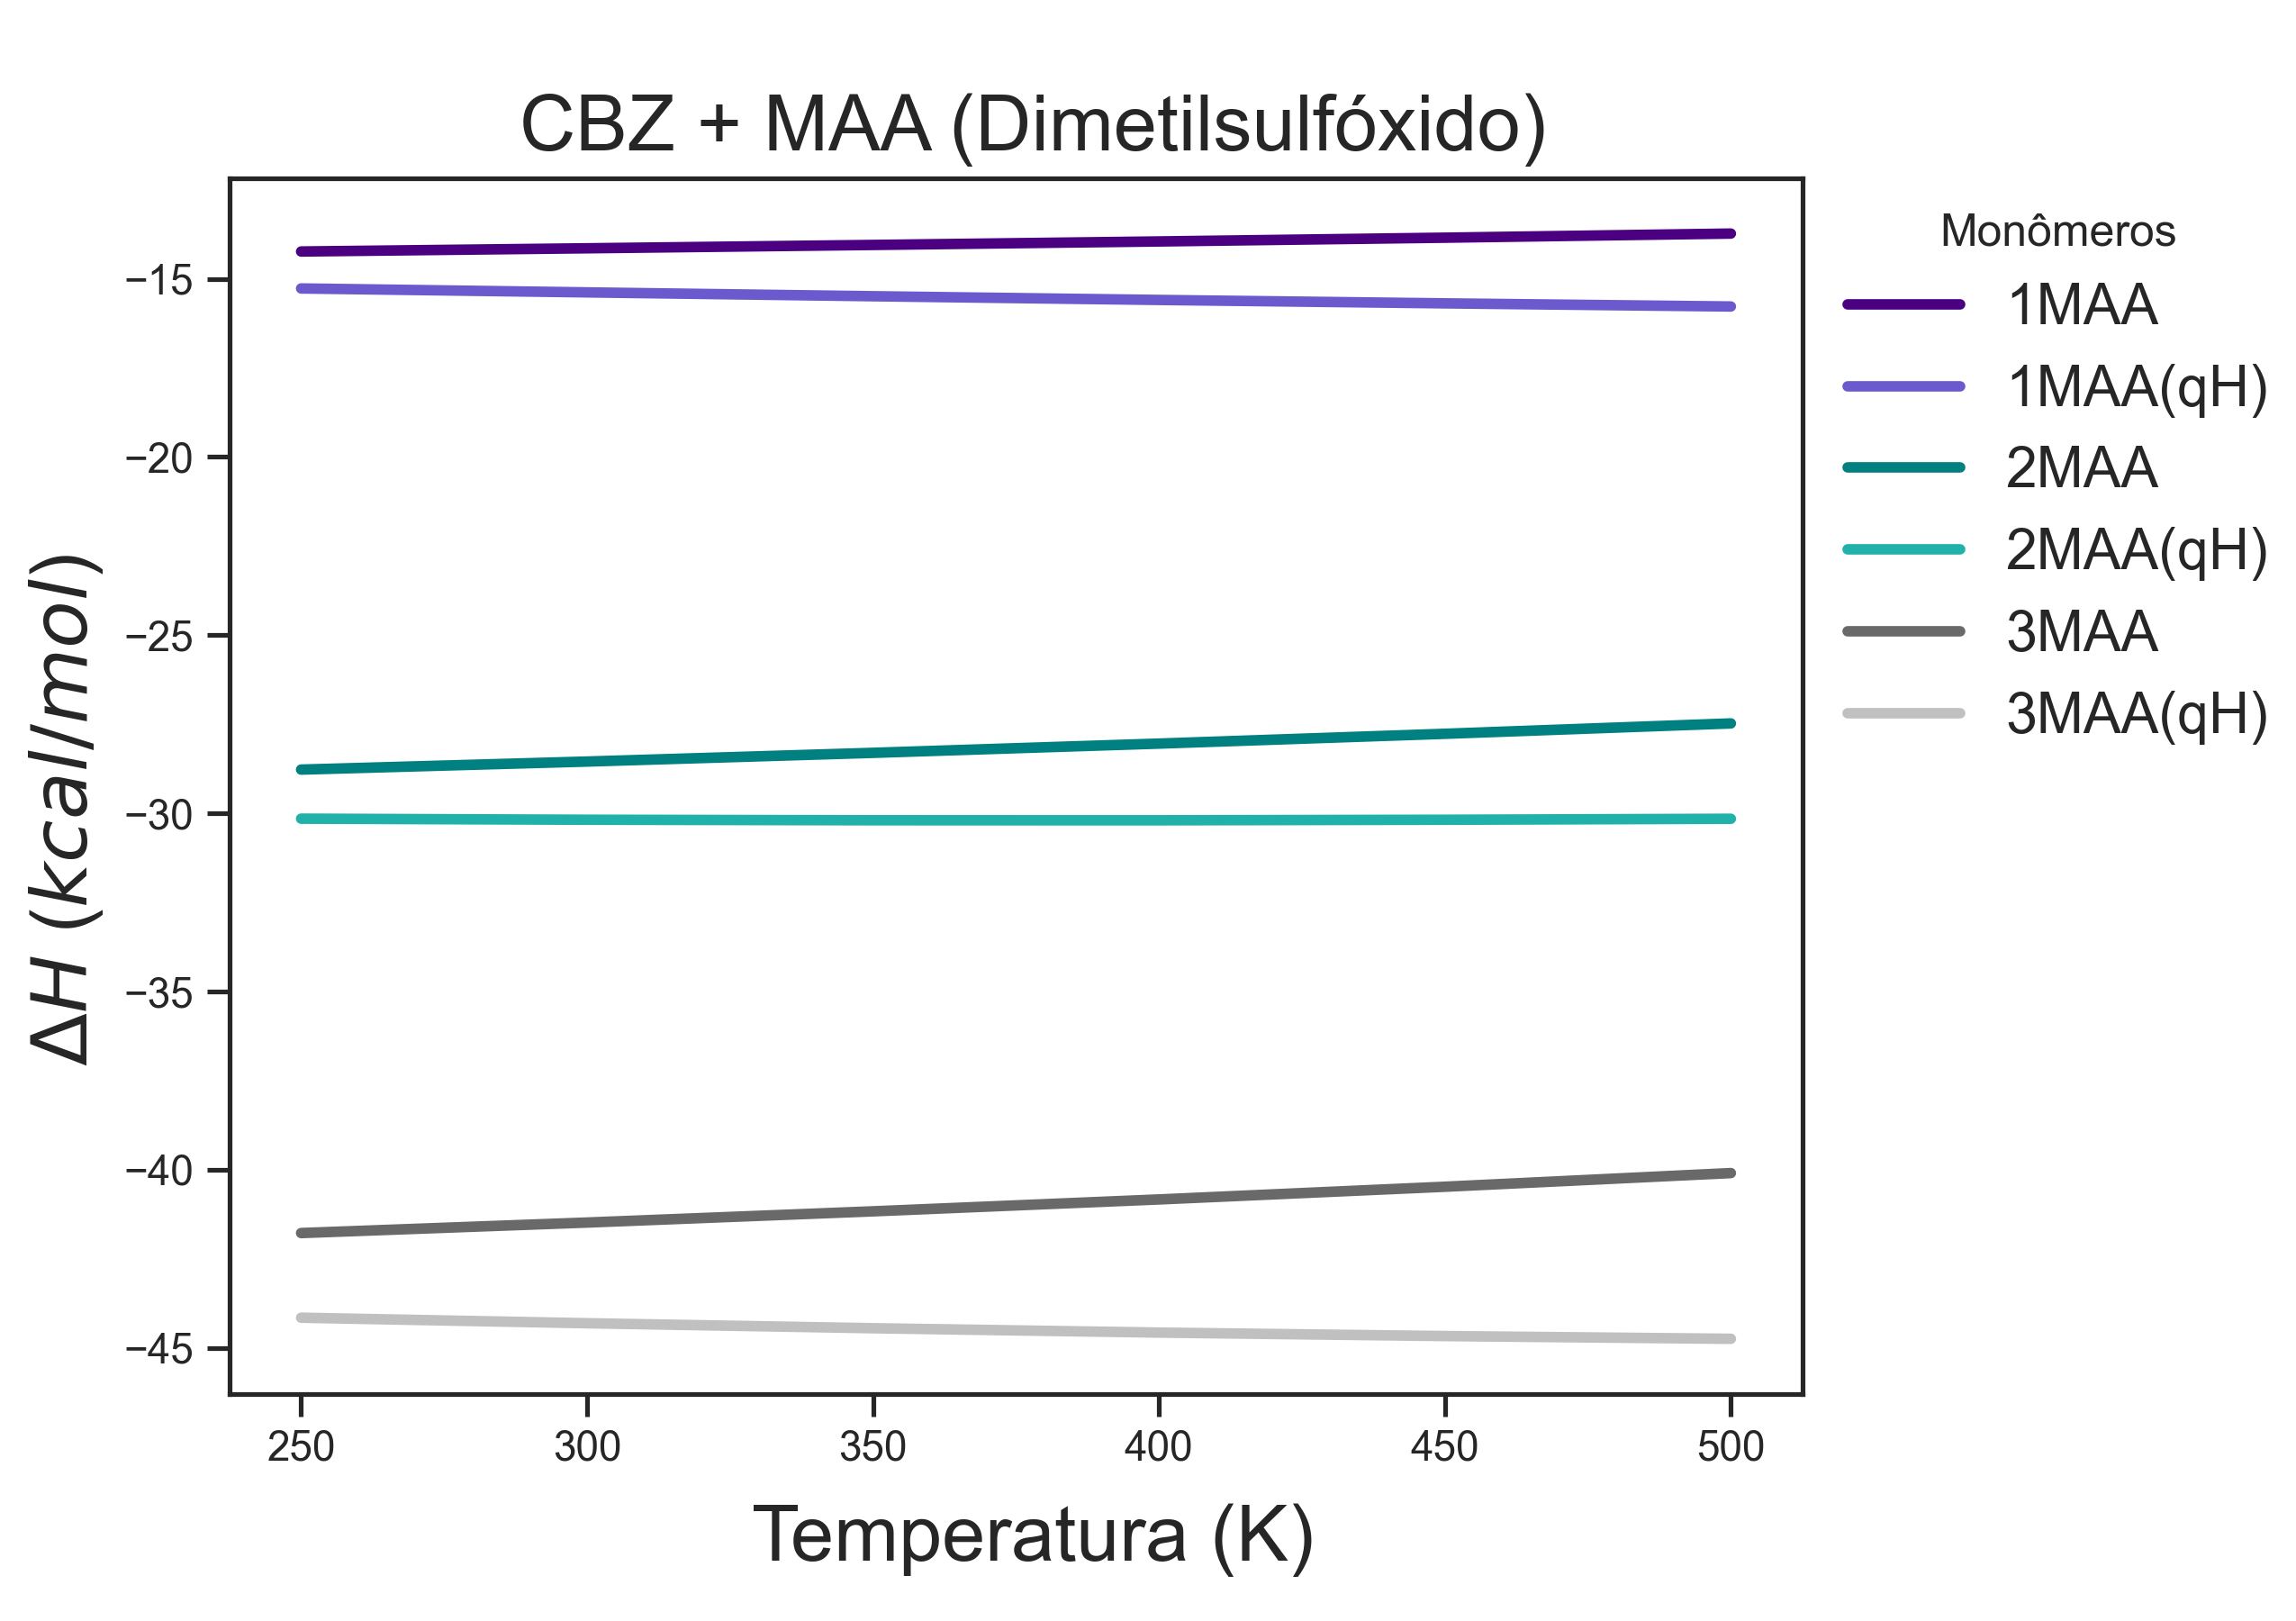 CBZ + MAA (Dimetilsulfóxido)
ΔH (kcal/mol)
−15
−20
−25
−30
−35
−40
−45
250 300 350 400 450 500
Temperatura (K)
Monômeros
1MAA
1MAA(qH)
2MAA
2MAA(qH)
3MAA
3MAA(qH)